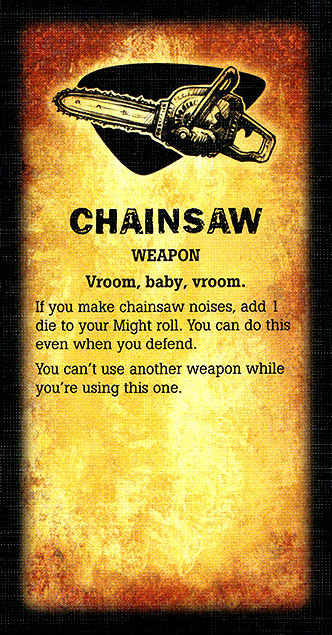 CHAINSAW
WEAPON
Vroom, baby, vroom.
If you make chainsaw noises, add 1
die to your Might roll. You can do this
even when you defend.
You can't use another weapon while
you're using this one.